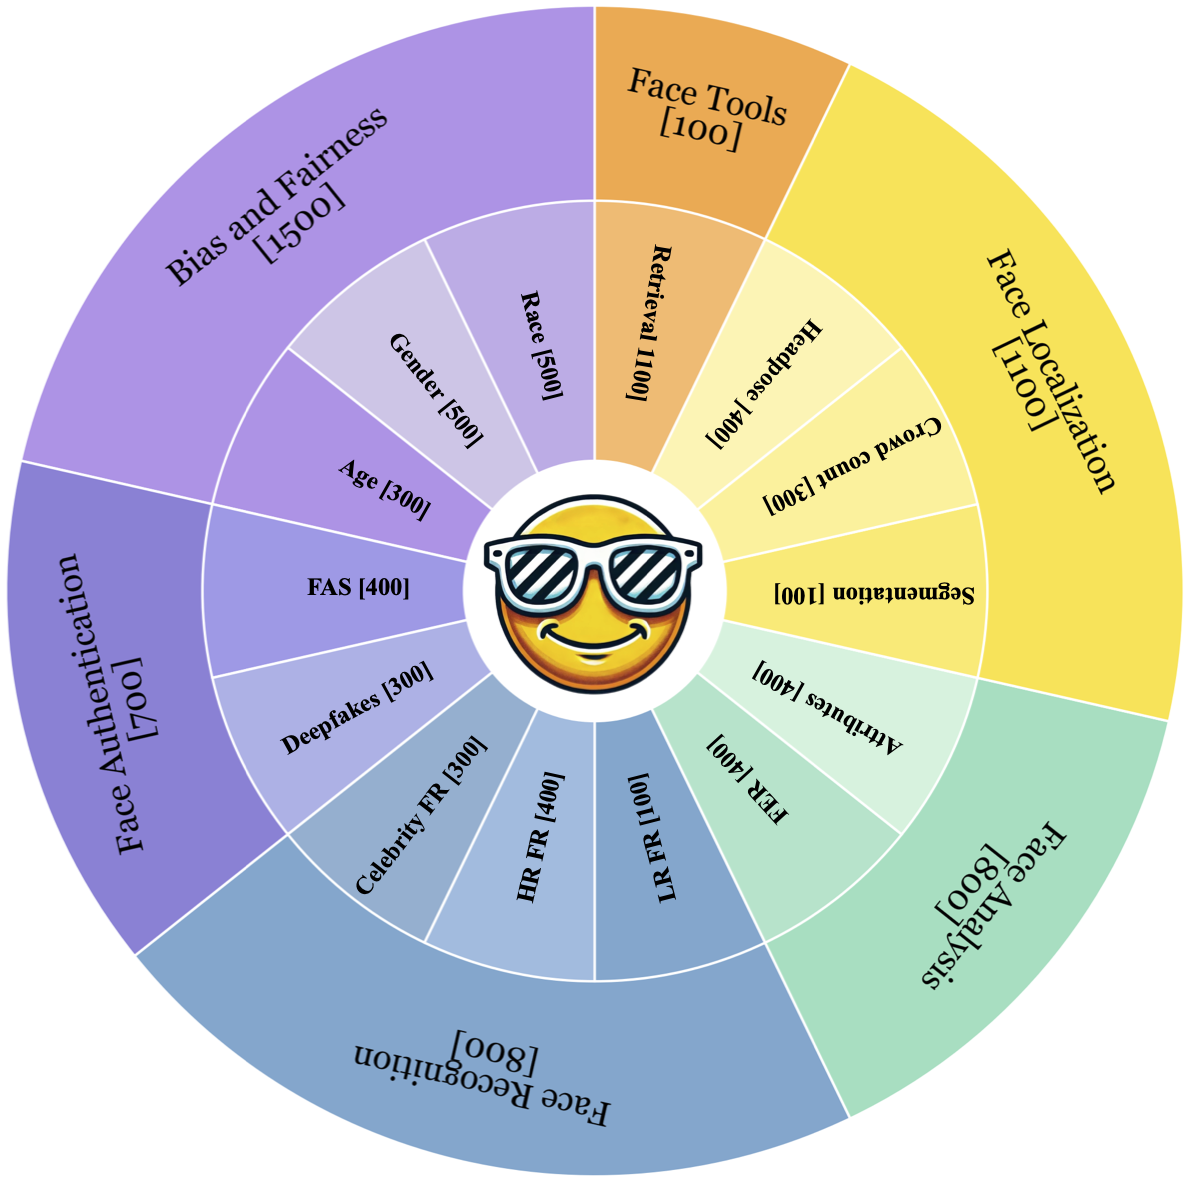 Face Tools
[100]
Face Localization
[1100]
Face Analysis
[800]
Face Recognition
[800]
Face Authentication
[700]
Bias and Fairness
[1500]
Retrieval 1100]
Headpose [400]
Crowd count [300]
Segmentation [100]
Attributes [400]
FER [400]
LR FR [100]
HR FR [400]
Celebrity FR [300]
Deepfakes [300]
FAS [400]
Age [300]
Gender [500]
Race [500]